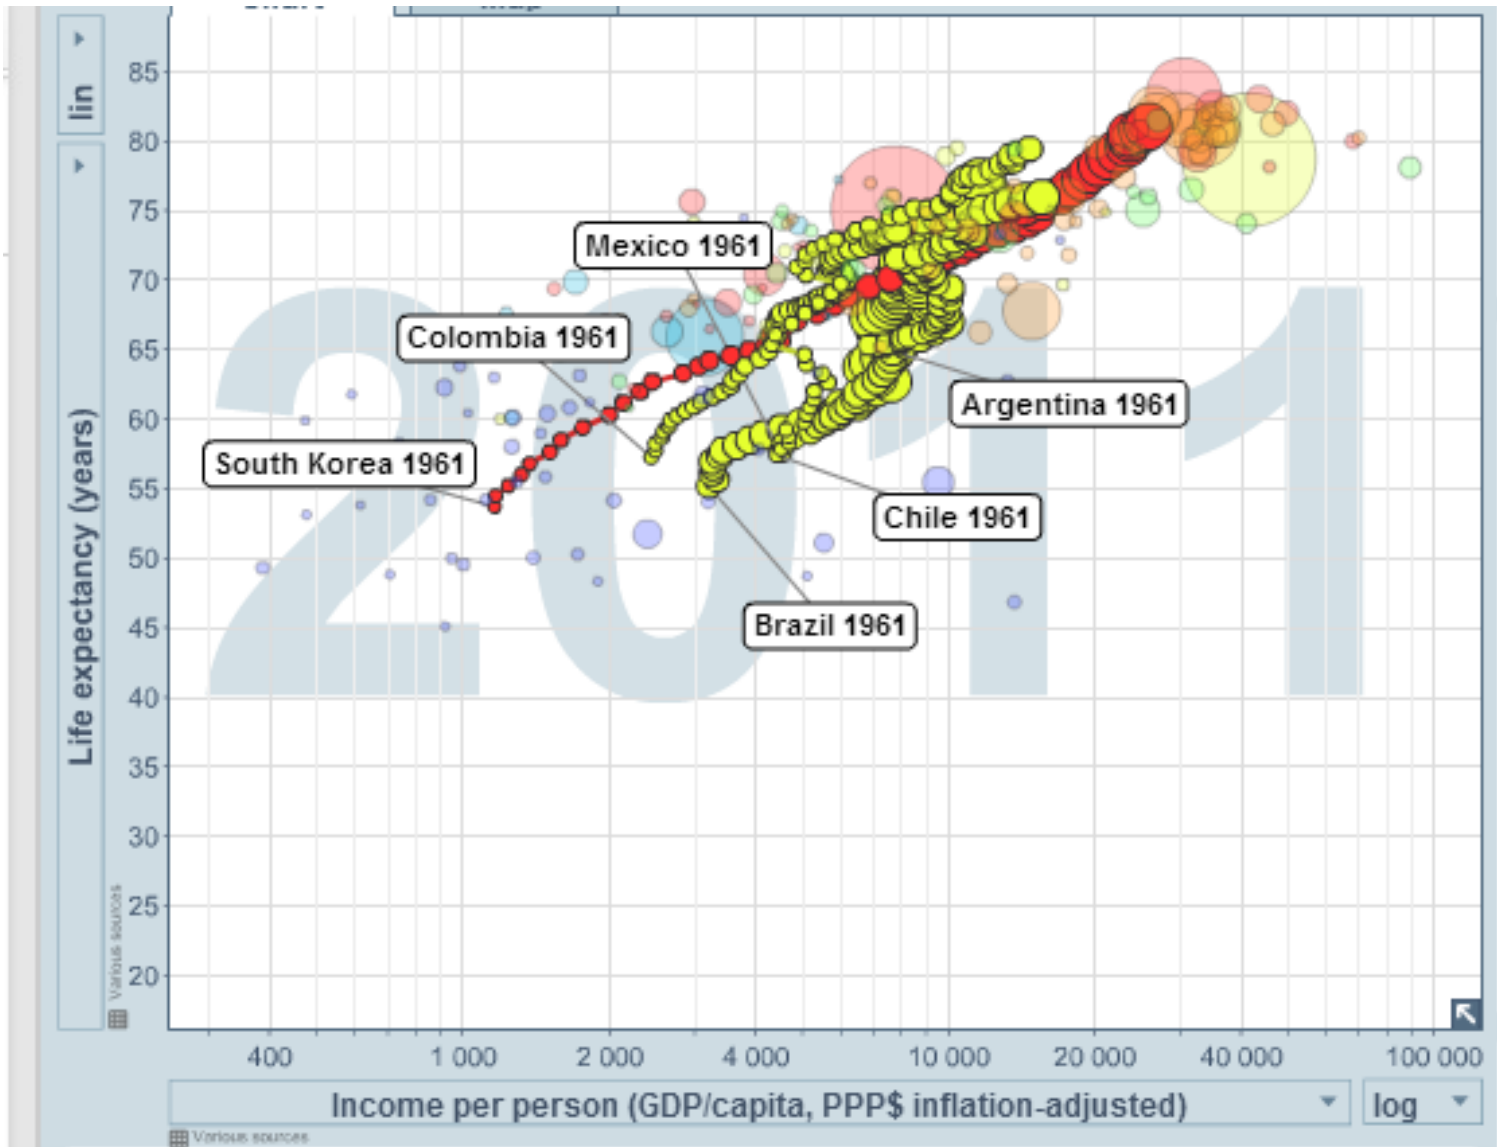 Chart Map
lin
Life expectancy (years)
Various sources
85
80
75
70
65
60
55
50
45
40
35
30
25
20
2011
Mexico 1961
Colombia 1961
Argentina 1961
South Korea 1961
Chile 1961
Brazil 1961
400 1 000 2 000 4 000 10 000 20 000 40 000 100 000
Income per person (GDP/capita, PPP$ inflation-adjusted)
log
Various sources